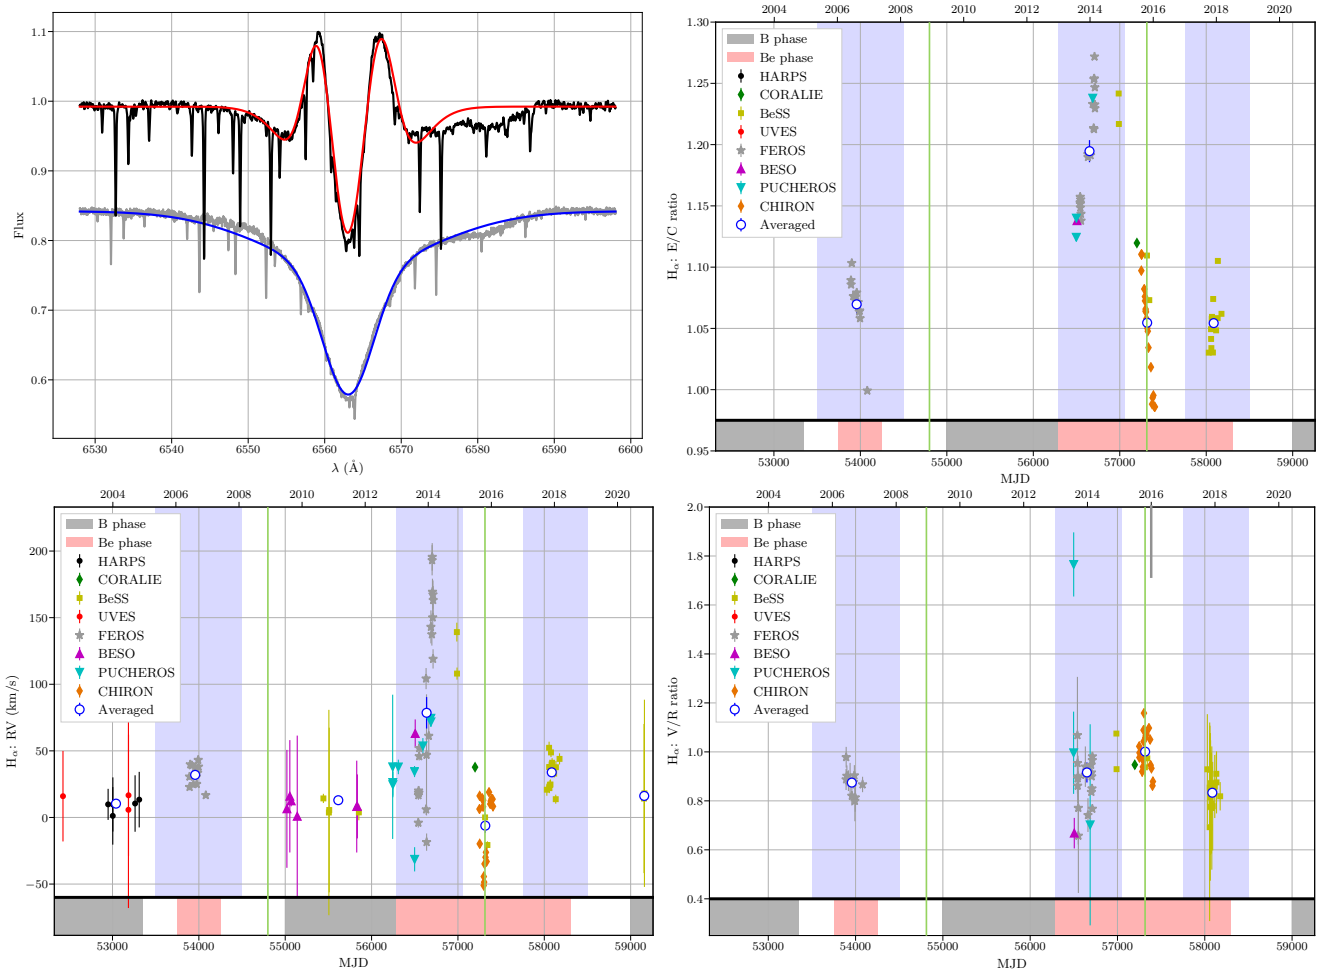 1.1
1.0
0.9
0.8
0.7
0.6
Flux
6530 6540 6550 6560 6570 6580 6590 6600
λ (Å)
2004 2006 2008 2010 2012 2014 2016 2018 2020
1.30
1.25
1.20
1.15
1.10
1.05
1.00
0.95
Hα: E/C ratio
B phase
Be phase
HARPS
CORALIE
BeSS
UVES
FEROS
BESO
PUCHEROS
CHIRON
Averaged
53000 54000 55000 56000 57000 58000 59000
MJD
2004 2006 2008 2010 2012 2014 2016 2018 2020
200
150
100
50
0
−50
Hα: RV (km/s)
B phase
Be phase
HARPS
CORALIE
BeSS
UVES
FEROS
BESO
PUCHEROS
CHIRON
Averaged
53000 54000 55000 56000 57000 58000 59000
MJD
2004 2006 2008 2010 2012 2014 2016 2018 2020
2.0
1.8
1.6
1.4
1.2
1.0
0.8
0.6
0.4
Hα: V/R ratio
B phase
Be phase
HARPS
CORALIE
BeSS
UVES
FEROS
BESO
PUCHEROS
CHIRON
Averaged
53000 54000 55000 56000 57000 58000 59000
MJD